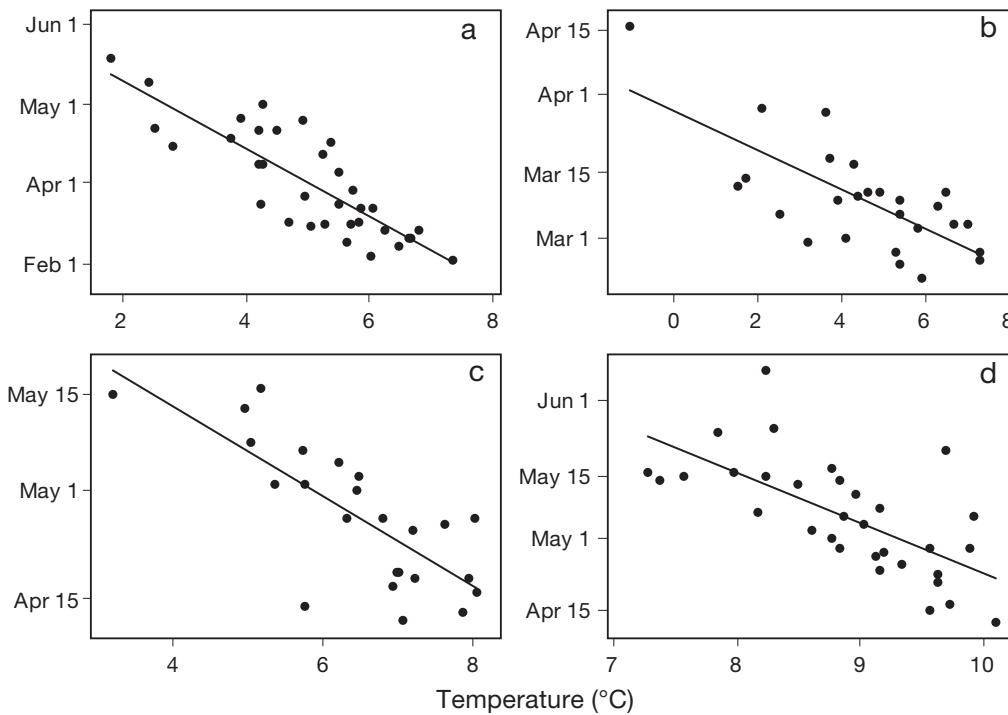 a
Jun 1
May 1
Apr 1
Feb 1
2 4 6 8
b
Apr 15
Apr 1
Mar 15
Mar 1
0 2 4 6 8
c
May 15
May 1
Apr 15
4 6 8
d
Jun 1
May 15
May 1
Apr 15
7 8 9 10
Temperature (°C)